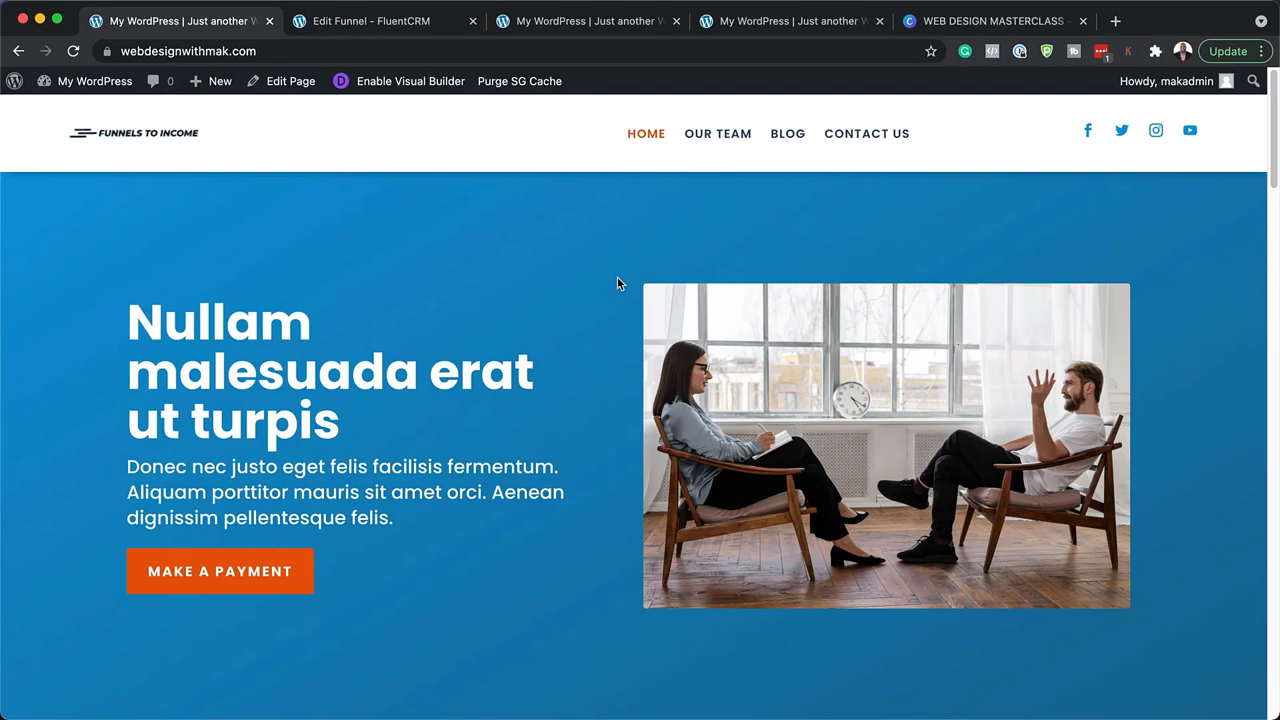 My WordPress | Just another W
Edit Funnel - FluentCRM
My WordPress | Just another W
My WordPress | Just another W
WEB DESIGN MASTERCLASS -
webdesignwithmak.com
Update
My WordPress
0
New
Edit Page
D
Enable Visual Builder
Purge SG Cache
Howdy, makadmin
FUNNELS TO INCOME
HOME
OUR TEAM
BLOG
CONTACT US
Nullam
malesuada erat
ut turpis
Donec nec justo eget felis facilisis fermentum.
Aliquam porttitor mauris sit amet orci. Aenean
dignissim pellentesque felis.
MAKE A PAYMENT